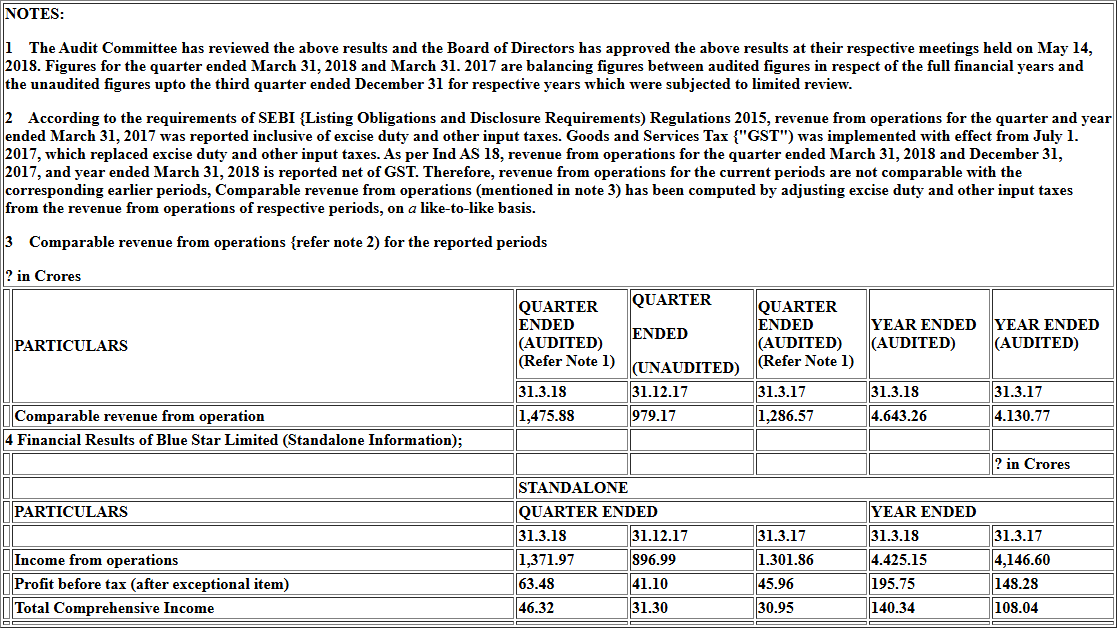 NOTES:
1 The Audit Committee has reviewed the above results and the Board of Directors has approved the above results at their respective meetings held on May 14,
2018. Figures for the quarter ended March 31, 2018 and March 31. 2017 are balancing figures between audited figures in respect of the full financial years and
the unaudited figures upto the third quarter ended December 31 for respective years which were subjected to limited review.
2 According to the requirements of SEBI {Listing Obligations and Disclosure Requirements) Regulations 2015, revenue from operations for the quarter and year
ended March 31, 2017 was reported inclusive of excise duty and other input taxes. Goods and Services Tax {"GST") was implemented with effect from July 1.
2017, which replaced excise duty and other input taxes. As per Ind AS 18, revenue from operations for the quarter ended March 31, 2018 and December 31,
2017, and year ended March 31, 2018 is reported net of GST. Therefore, revenue from operations for the current periods are not comparable with the
corresponding earlier periods, Comparable revenue from operations (mentioned in note 3) has been computed by adjusting excise duty and other input taxes
from the revenue from operations of respective periods, on a like-to-like basis.
3 Comparable revenue from operations {refer note 2) for the reported periods
? in Crores
PARTICULARS
QUARTER ENDED (AUDITED) (Refer Note 1)
QUARTER ENDED (UNAUDITED)
QUARTER ENDED (AUDITED) (Refer Note 1)
YEAR ENDED (AUDITED)
YEAR ENDED (AUDITED)
31.3.18 31.12.17 31.3.17 31.3.18 31.3.17
Comparable revenue from operation 1,475.88 979.17 1,286.57 4.643.26 4.130.77
4 Financial Results of Blue Star Limited (Standalone Information);
? in Crores
STANDALONE
PARTICULARS QUARTER ENDED YEAR ENDED
31.3.18 31.12.17 31.3.17 31.3.18 31.3.17
Income from operations 1,371.97 896.99 1.301.86 4.425.15 4,146.60
Profit before tax (after exceptional item) 63.48 41.10 45.96 195.75 148.28
Total Comprehensive Income 46.32 31.30 30.95 140.34 108.04